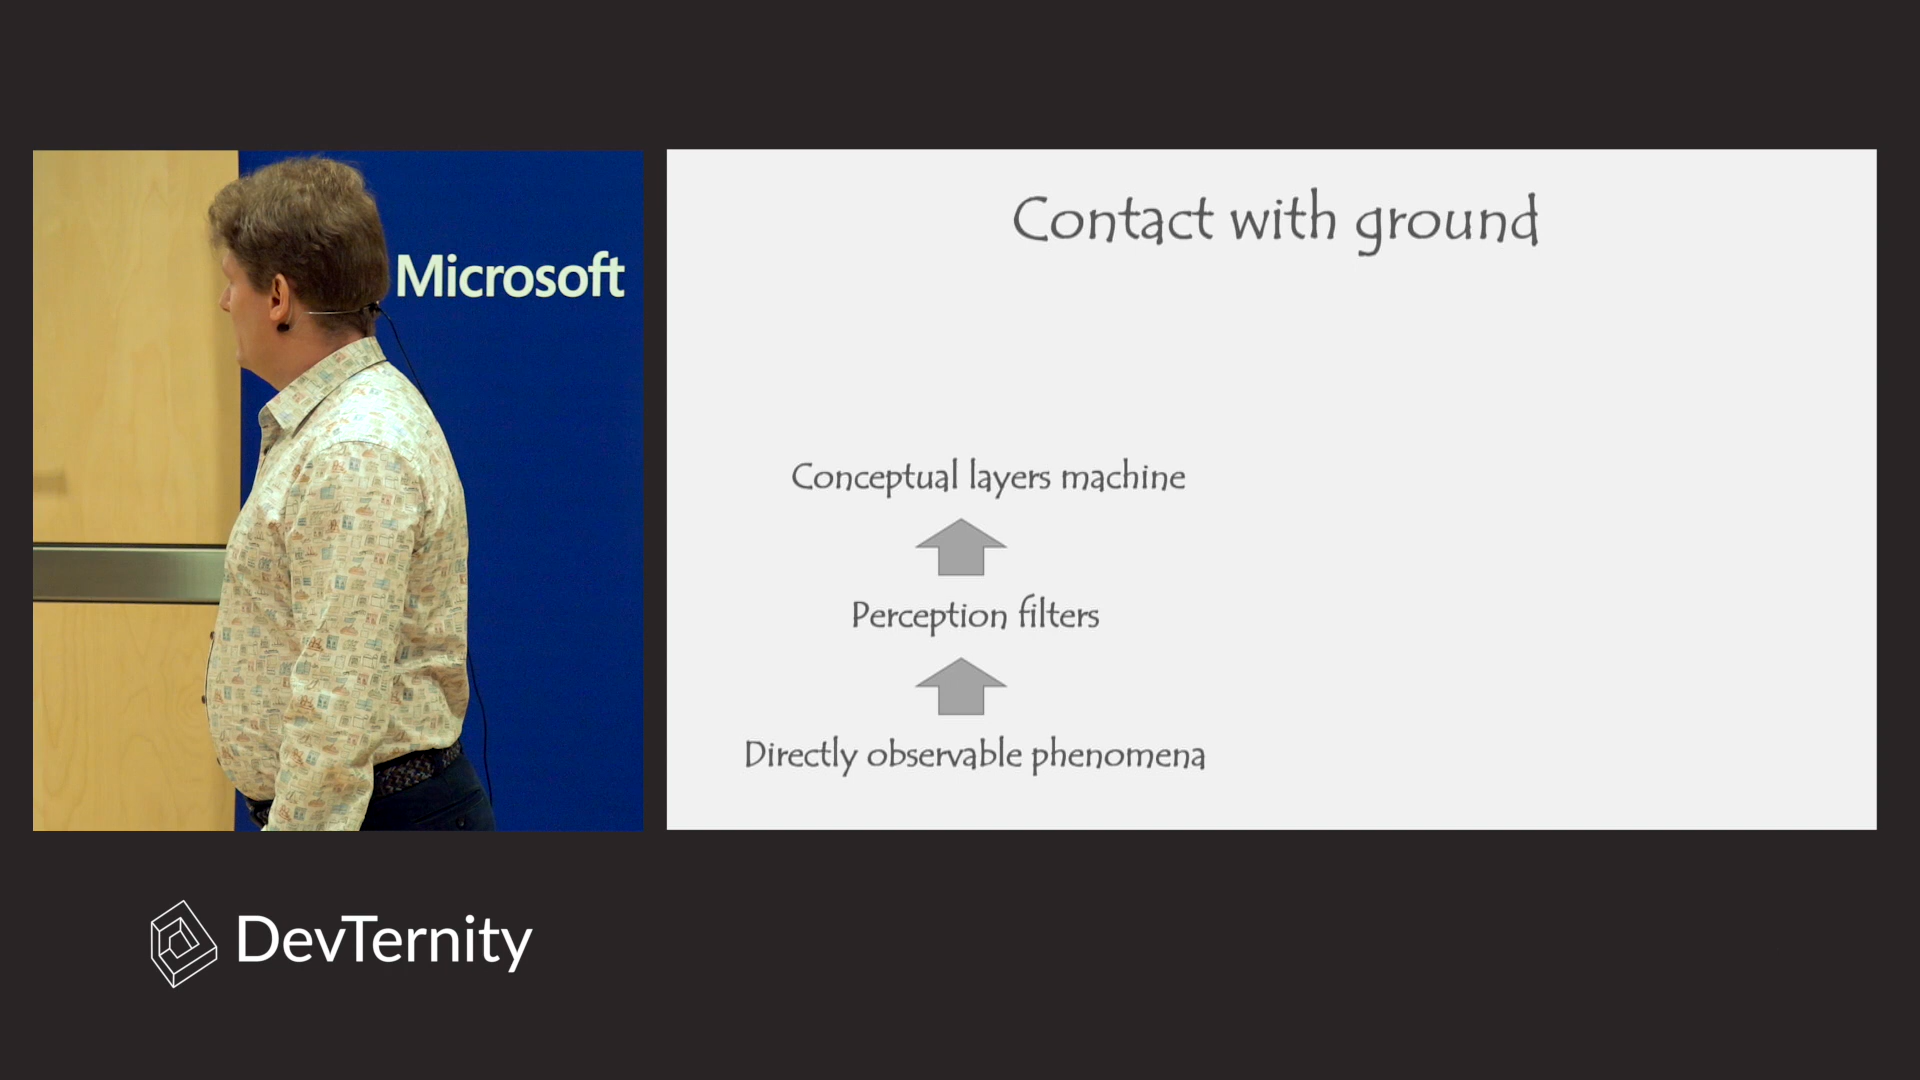 Microsoft
Contact with ground
Conceptual layers machine
Perception filters
Directly observable phenomena
DevTernity